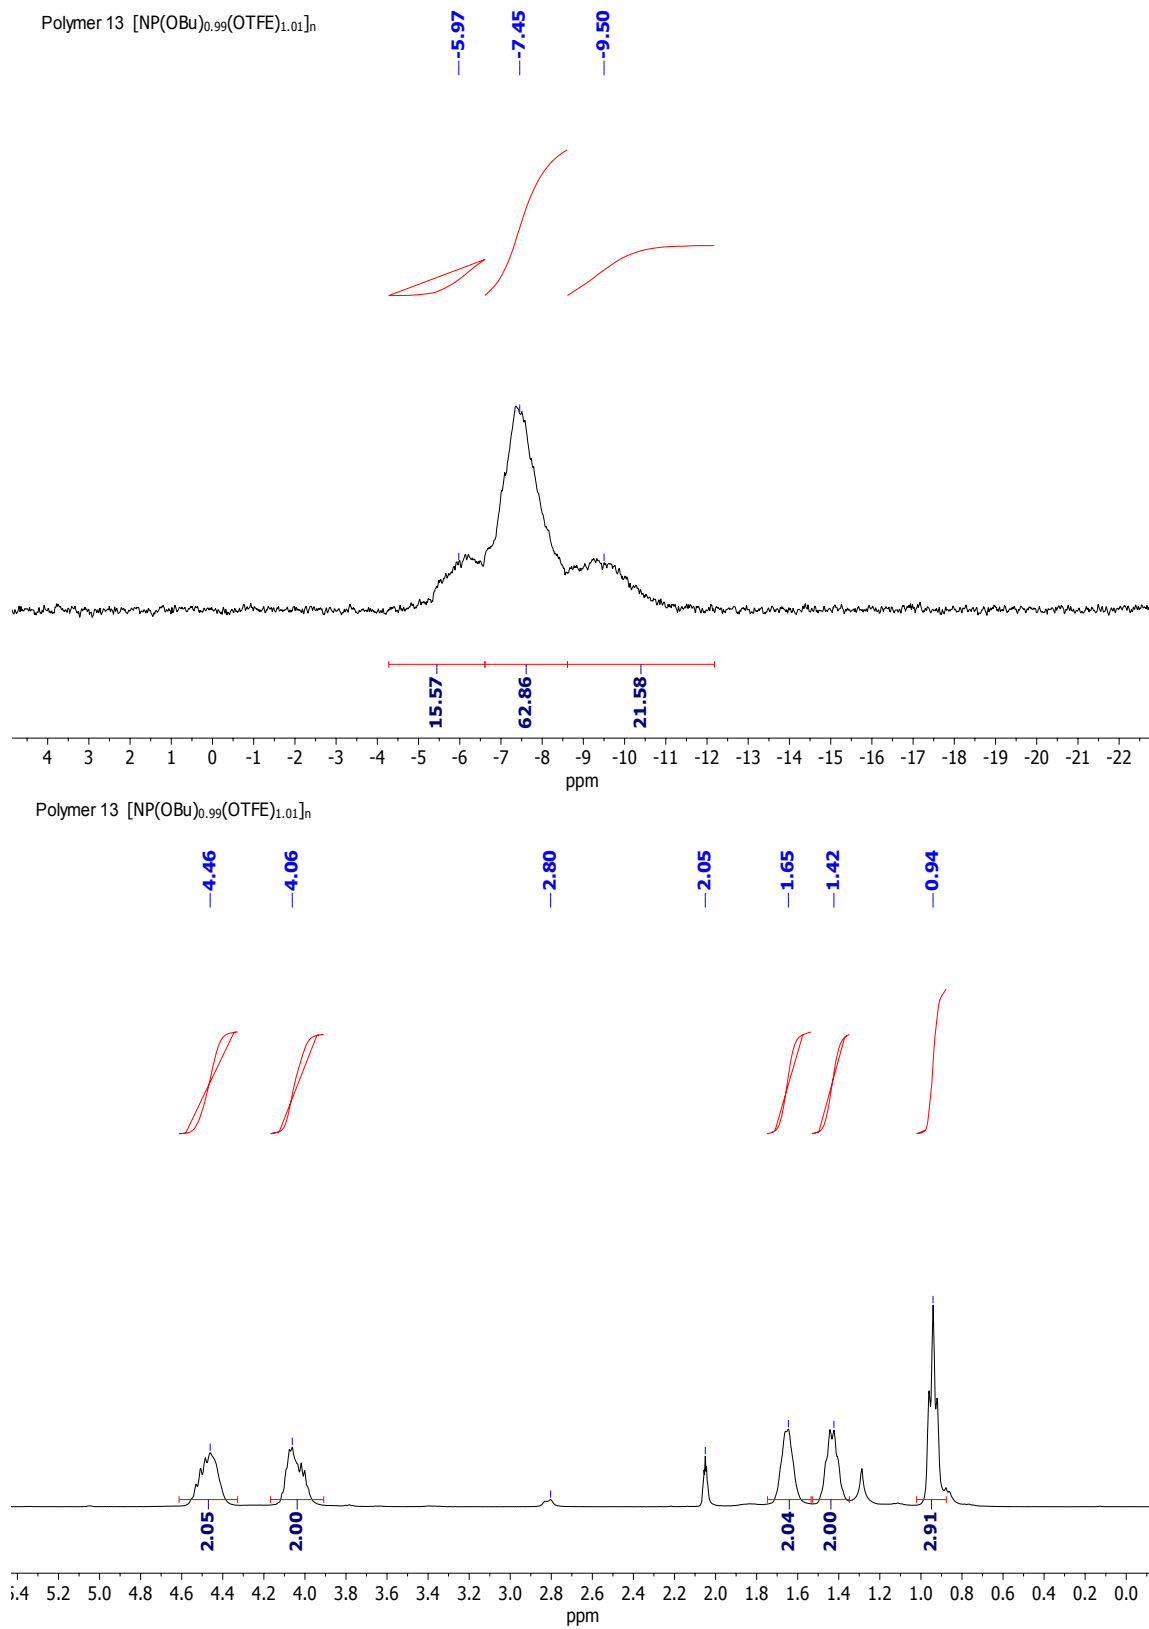 Polymer 13 [NP(OBu)0.99(OTFE)1.01]n
-5.97 -7.45 -9.50
15.57 62.86 21.58
4 3 2 1 0 -1 -2 -3 -4 -5 -6 -7 -8 -9 -10 -11 -12 -13 -14 -15 -16 -17 -18 -19 -20 -21 -22
ppm
Polymer 13 [NP(OBu)0.99(OTFE)1.01]n
4.46 4.06 2.80 2.05 1.65 1.42 0.94
2.05 2.00 2.04 2.00 2.91
5.4 5.2 5.0 4.8 4.6 4.4 4.2 4.0 3.8 3.6 3.4 3.2 3.0 2.8 2.6 2.4 2.2 2.0 1.8 1.6 1.4 1.2 1.0 0.8 0.6 0.4 0.2 0.0
ppm